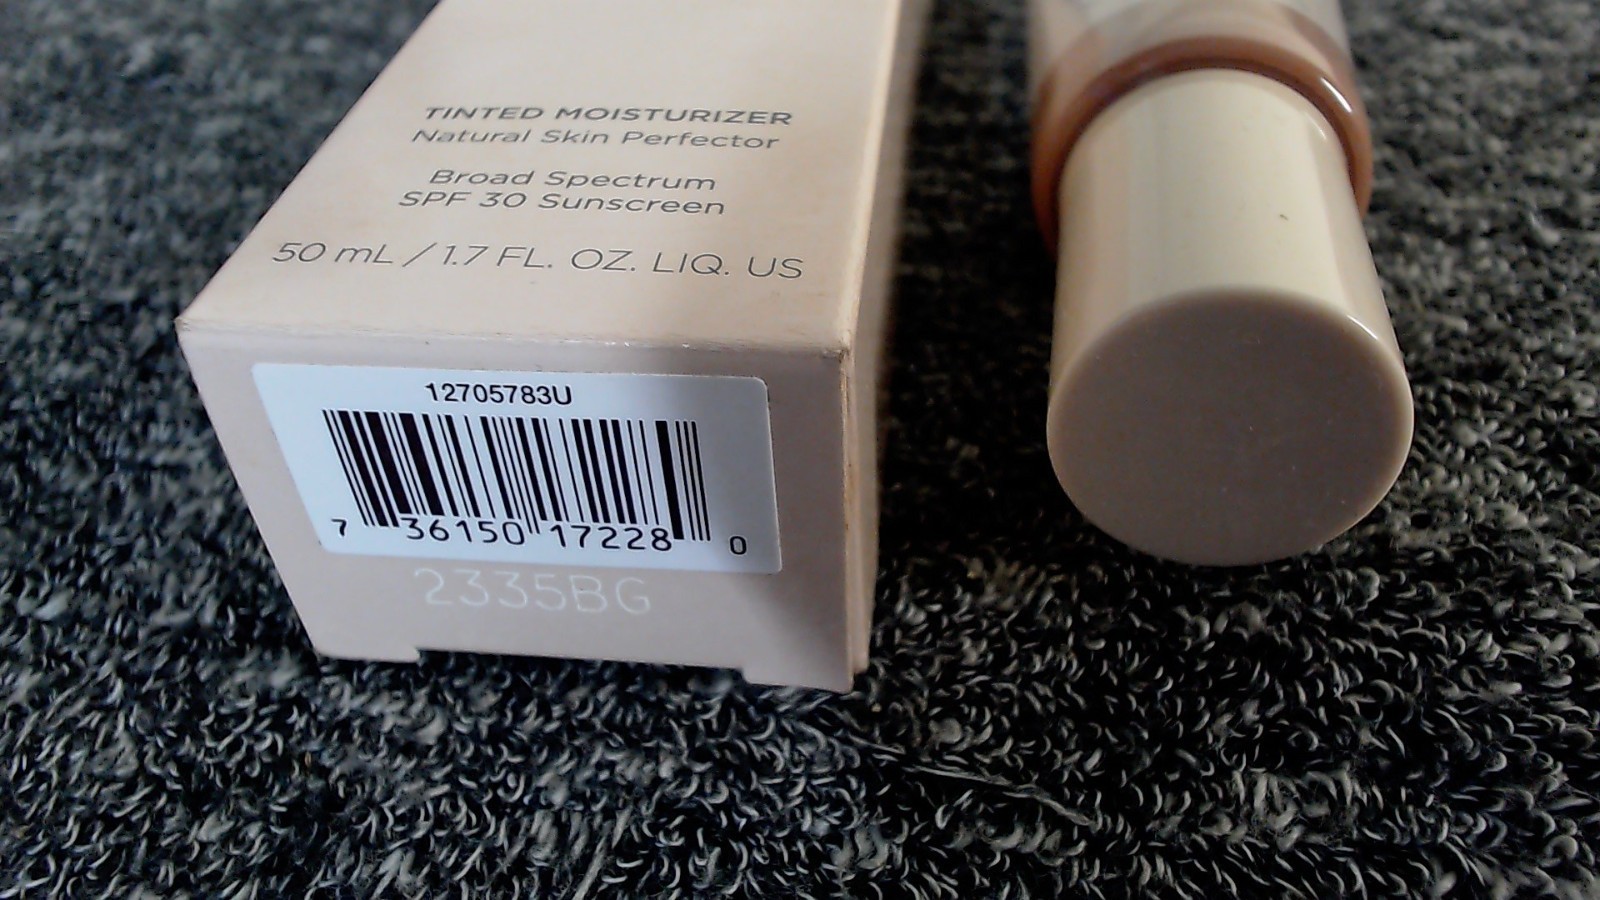 TINTED MOISTURIZER
Natural Skin Perfector
Broad Spectrum
SPF 30 Sunscreen
50 mL / 1.7 FL. OZ. LIQ. US
12705783U
7 36150 17228 0
2335BG